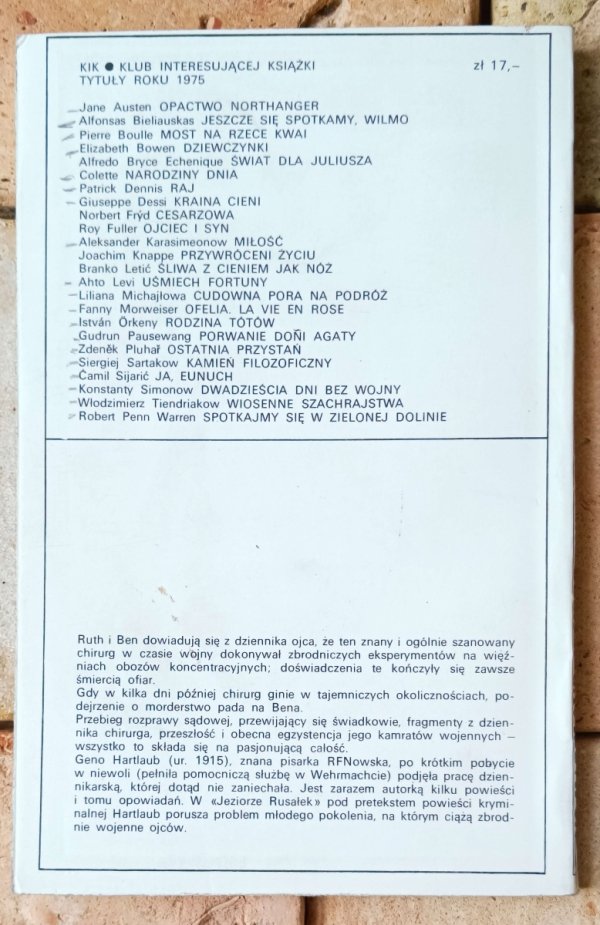 KIK ● KLUB INTERESUJĄCEJ KSIĄŻKI zł 17,–
TYTUŁY ROKU 1975
Jane Austen OPACTWO NORTHANGER
Alfonsas Bieliauskas JESZCZE SIĘ SPOTKAMY, WILMO
Pierre Boulle MOST NA RZECE KWAI
Elizabeth Bowen DZIEWCZYNKI
Alfredo Bryce Echenique ŚWIAT DLA JULIUSZA
Colette NARODZINY DNIA
Patrick Dennis RAJ
Giuseppe Dessi KRAINA CIENI
Norbert Frýd CESARZOWA
Roy Fuller OJCIEC I SYN
Aleksander Karasimeonow MIŁOŚĆ
Joachim Knappe PRZYWRÓCENI ŻYCIU
Branko Letić ŚLIWA Z CIENIEM JAK NÓŻ
Ahto Levi UŚMIECH FORTUNY
Liliana Michajłowa CUDOWNA PORA NA PODRÓŻ
Fanny Morweiser OFELIA. LA VIE EN ROSE
István Örkeny RODZINA TÓTÓW
Gudrun Pausewang PORWANIE DOÑI AGATY
Zdeněk Pluhař OSTATNIA PRZYSTAŃ
Siergiej Sartakow KAMIEŃ FILOZOFICZNY
Ćamil Sijarić JA, EUNUCH
Konstanty Simonow DWADZIEŚCIA DNI BEZ WOJNY
Włodzimierz Tiendriakow WIOSENNE SZACHRAJSTWA
Robert Penn Warren SPOTKAJMY SIĘ W ZIELONEJ DOLINIE
Ruth i Ben dowiadują się z dziennika ojca, że ten znany i ogólnie szanowany
chirurg w czasie wojny dokonywał zbrodniczych eksperymentów na więź-
niach obozów koncentracyjnych; doświadczenia te kończyły się zawsze
śmiercią ofiar.
Gdy w kilka dni później chirurg ginie w tajemniczych okolicznościach, po-
dejrzenie o morderstwo pada na Bena.
Przebieg rozprawy sądowej, przewijający się świadkowie, fragmenty z dzien-
nika chirurga, przeszłość i obecna egzystencja jego kamratów wojennych –
wszystko to składa się na pasjonującą całość.
Geno Hartlaub (ur. 1915), znana pisarka RFNowska, po krótkim pobycie
w niewoli (pełniła pomocniczą służbę w Wehrmachcie) podjęła pracę dzien-
nikarską, której dotąd nie zaniechała. Jest zarazem autorką kilku powieści
i tomu opowiadań. W «Jeziorze Rusałek» pod pretekstem powieści krymi-
nalnej Hartlaub porusza problem młodego pokolenia, na którym ciążą zbrod-
nie wojenne ojców.